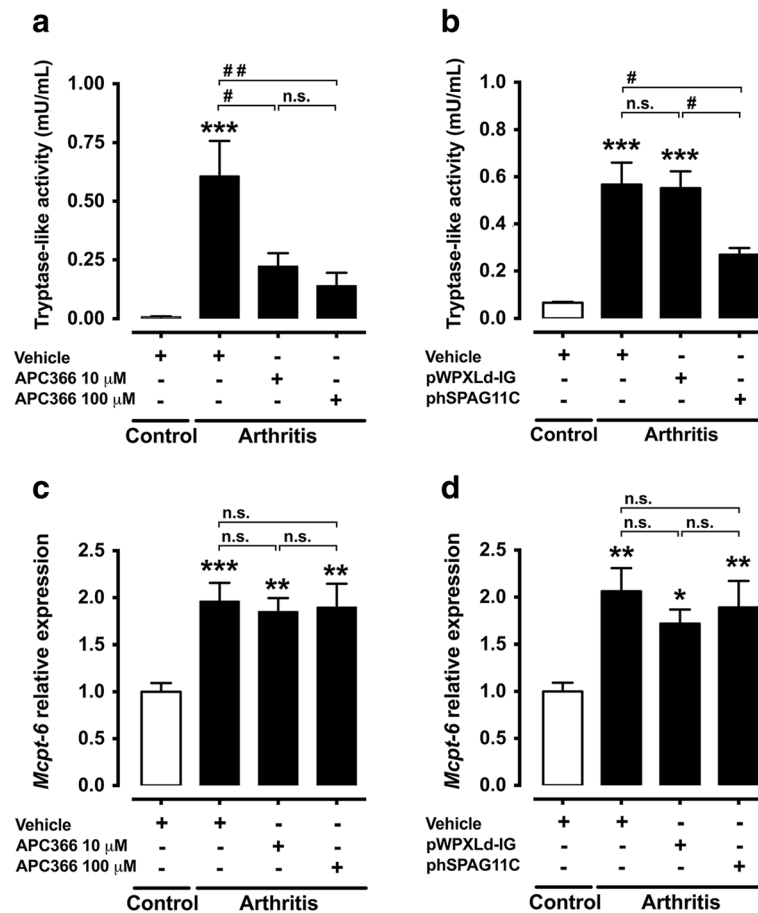 a
# #
# n.s.
***
Tryptase-like activity (mU/mL)
1.00
0.75
0.50
0.25
0.00
Vehicle + + - -
APC366 10 μM - - + -
APC366 100 μM - - - +
Control Arthritis
b
#
n.s. #
*** ***
Tryptase-like activity (mU/mL)
1.0
0.8
0.6
0.4
0.2
0.0
Vehicle + + - -
pWPXLd-IG - - + -
phSPAG11C - - - +
Control Arthritis
c
n.s.
n.s. n.s.
*** ** **
Mcpt-6 relative expression
2.5
2.0
1.5
1.0
0.5
0.0
Vehicle + + - -
APC366 10 μM - - + -
APC366 100 μM - - - +
Control Arthritis
d
n.s.
n.s. n.s.
** * **
Mcpt-6 relative expression
2.5
2.0
1.5
1.0
0.5
0.0
Vehicle + + - -
pWPXLd-IG - - + -
phSPAG11C - - - +
Control Arthritis